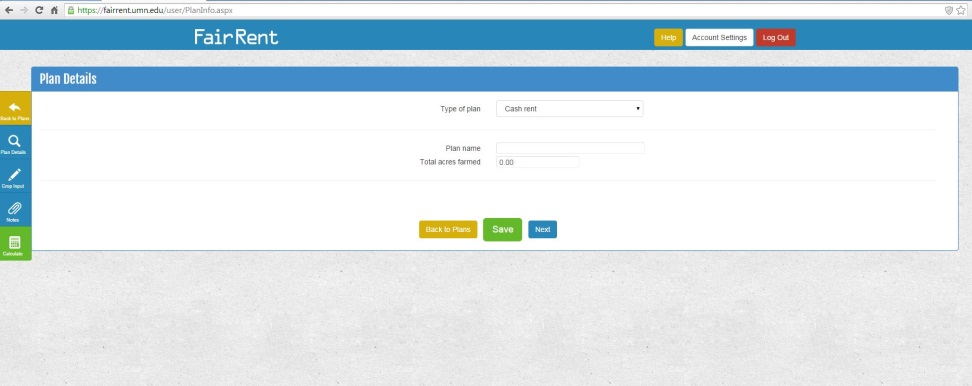 https://fairrent.umn.edu/user/PlanInfo.aspx
FairRent
Help Account Settings Log Out
Plan Details
Back to Plans
Plan Details
Crop Input
Notes
Calculate
Type of plan Cash rent
Plan name
Total acres farmed 0.00
Back to Plans Save Next